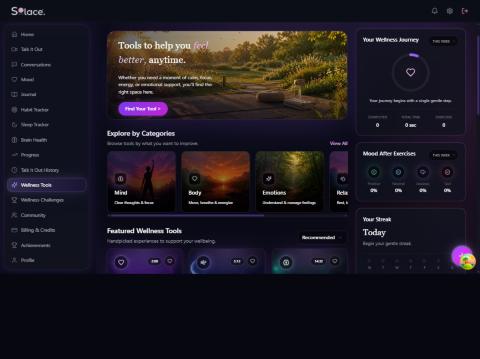 Solace.
Home
Talk It Out
Conversations
Mood
Journal
Habit Tracker
Sleep Tracker
Brain Health
Progress
Talk It Out History
Wellness Tools
Wellness Challenges
Community
Billing & Credits
Achievements
Profile
Tools to help you feel
better, anytime.
Whether you need a moment of calm, focus,
energy, or emotional support, you'll find the
right space here.
Find Your Tool >
Explore by Categories
Browse tools by what you want to improve.
View All
Mind
Clear thoughts & focus
Body
Move, breathe & energize
Emotions
Understand & manage feelings
Featured Wellness Tools
Handpicked experiences to support your wellbeing.
Recommended
Your Wellness Journey
THIS WEEK
Your journey begins with a single gentle step.
COMPLETED
TOTAL TIME
EXERCISE
0
0 sec
0
Mood After Exercises
THIS WEEK
Positive
Neutral
0%
0%
0%
0%
Your Streak
Today
Begin your gentle streak.